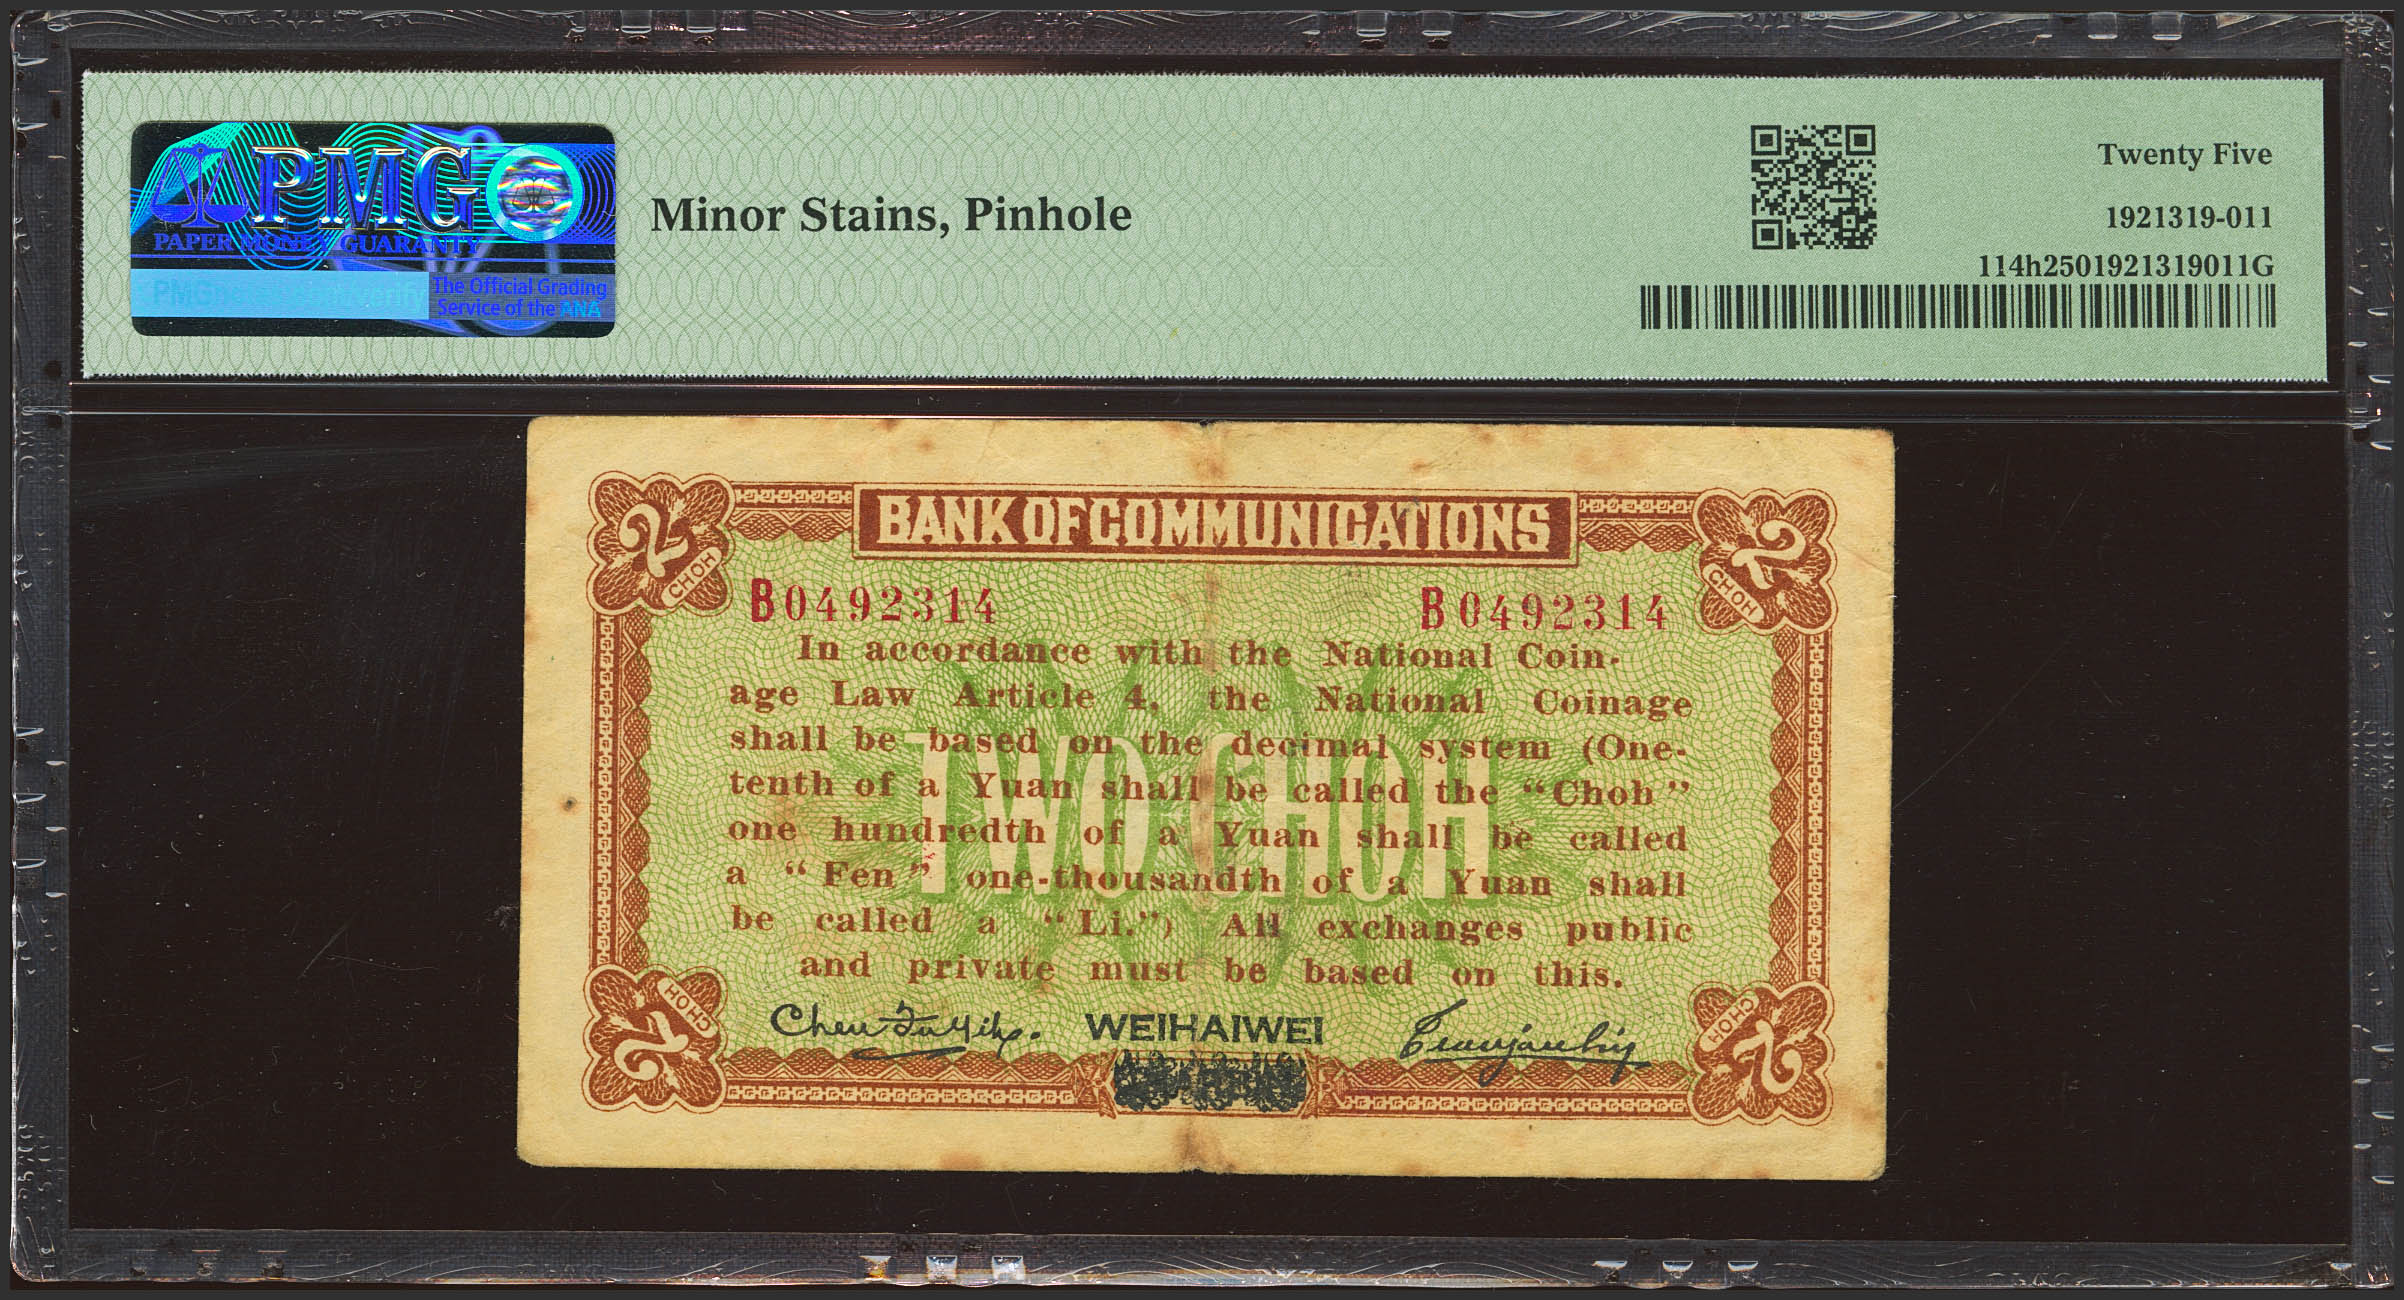 PMG
PAPER MONEY GUARANTY
The Official Grading
Service of the ANA
Minor Stains, Pinhole
Twenty Five
1921319-011
114h2501921319011G
BANK OF COMMUNICATIONS
2 CHOH
2 CHOH
B0492314
B0492314
In accordance with the National Coin-
age Law Article 4, the National Coinage
shall be based on the decimal system (One-
tenth of a Yuan shall be called the “Choh”
one hundredth of a Yuan shall be called
a “Fen” one-thousandth of a Yuan shall
be called a “Li.”) All exchanges public
and private must be based on this.
TWO CHOH
WEIHAIWEI
2 CHOH
2 CHOH